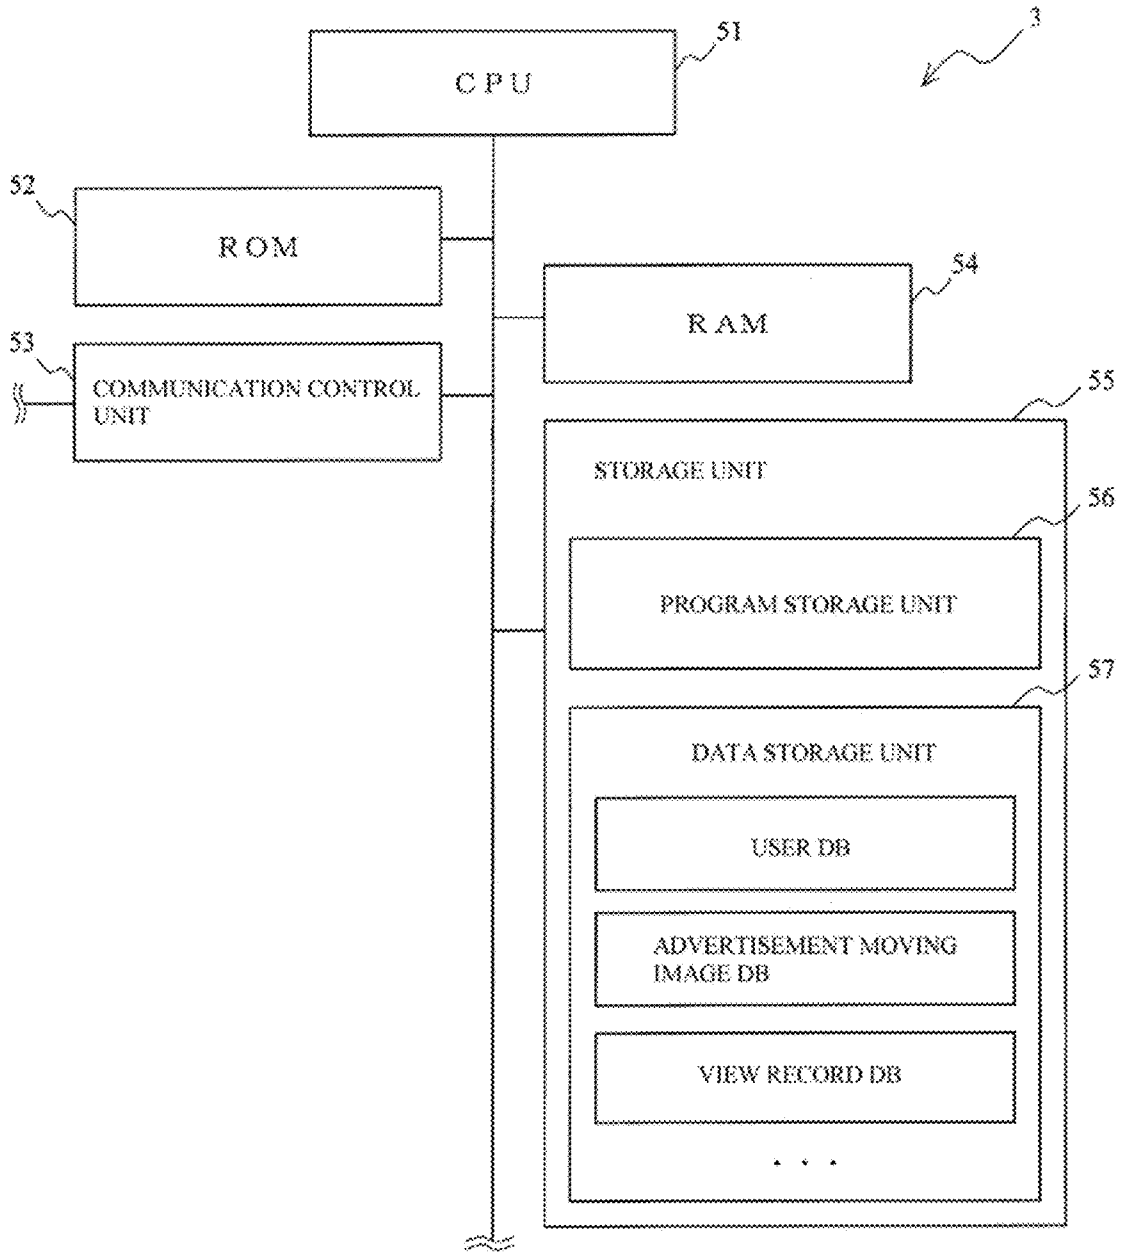 3
51
CPU
52
ROM
54
RAM
53
COMMUNICATION CONTROL
UNIT
55
STORAGE UNIT
56
PROGRAM STORAGE UNIT
57
DATA STORAGE UNIT
USER DB
ADVERTISEMENT MOVING
IMAGE DB
VIEW RECORD DB
. . .